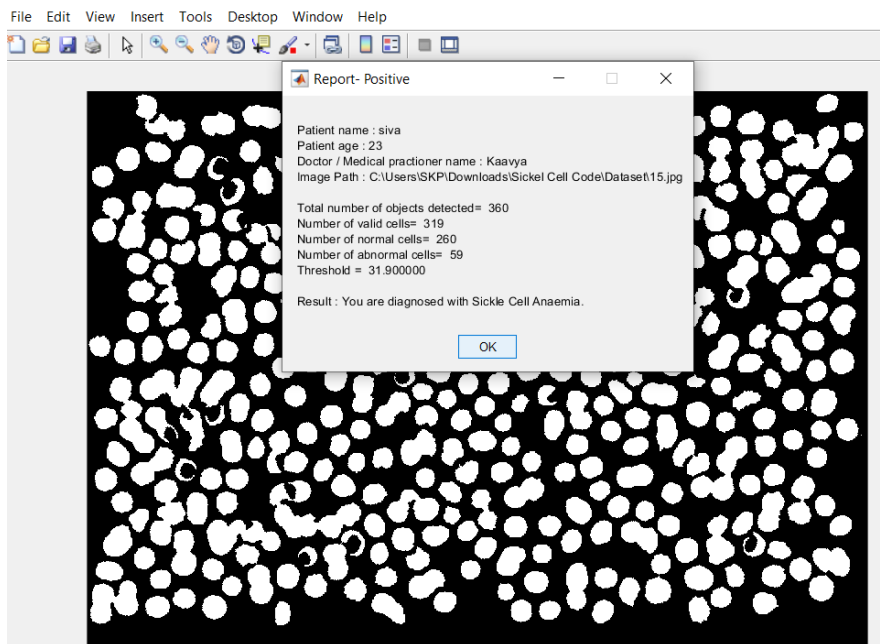 File Edit View Insert Tools Desktop Window Help
Report- Positive
Patient name : siva
Patient age : 23
Doctor / Medical practioner name : Kaavya
Image Path : C:\Users\SKP\Downloads\Sickel Cell Code\Dataset\15.jpg
Total number of objects detected= 360
Number of valid cells= 319
Number of normal cells= 260
Number of abnormal cells= 59
Threshold = 31.900000
Result : You are diagnosed with Sickle Cell Anaemia.
OK